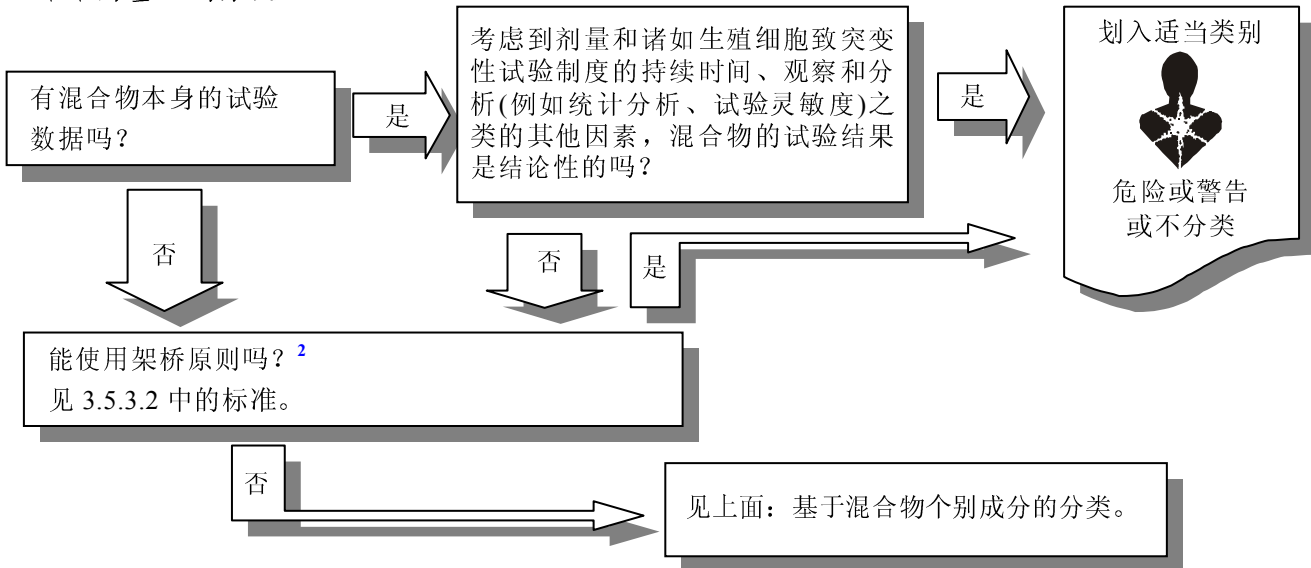 有混合物本身的试验
数据吗？
是
考虑到剂量和诸如生殖细胞致突变
性试验制度的持续时间、观察和分
析(例如统计分析、试验灵敏度)之
类的其他因素，混合物的试验结果
是结论性的吗？
是
划入适当类别
危险或警告
或不分类
否
否
是
能使用架桥原则吗？2
见 3.5.3.2 中的标准。
否
见上面：基于混合物个别成分的分类。